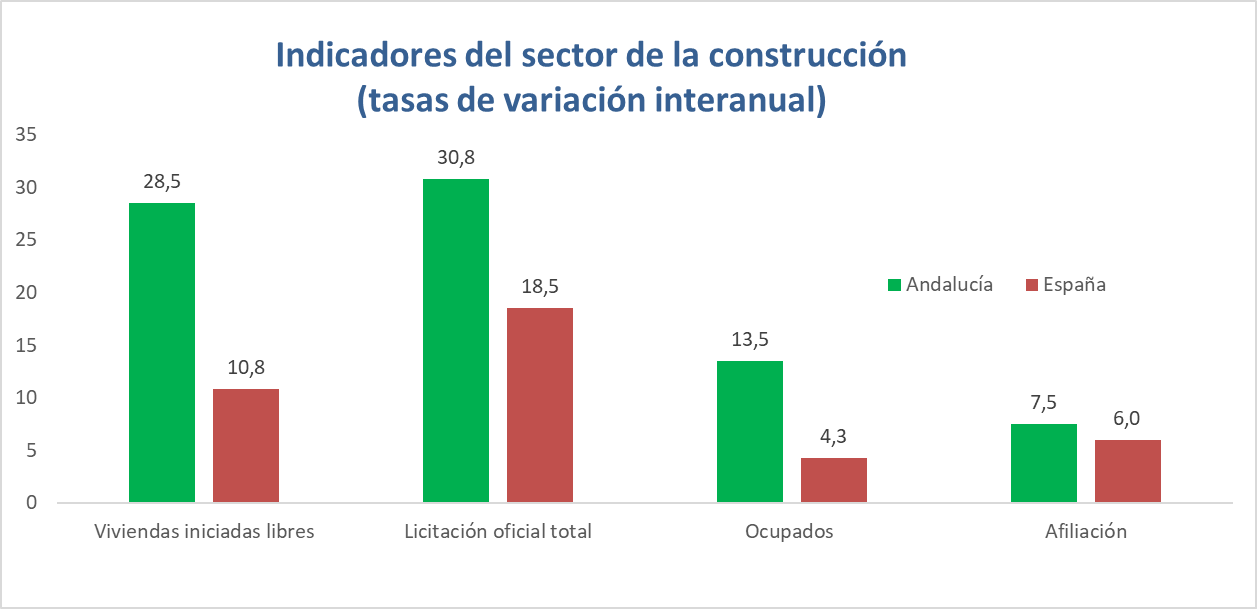 Indicadores del sector de la construcción
(tasas de variación interanual)
35
30
25
20
15
10
5
0
28,5
10,8
30,8
18,5
13,5
4,3
7,5
6,0
Andalucía
España
Viviendas iniciadas libres
Licitación oficial total
Ocupados
Afiliación